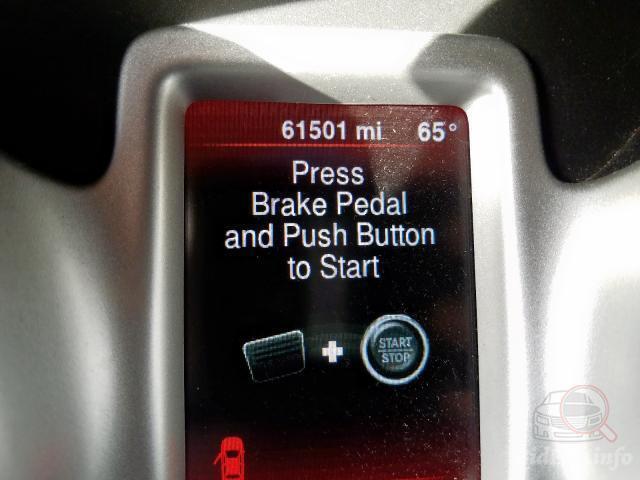 61501 mi 65°
Press
Brake Pedal
and Push Button
to Start
START
STOP